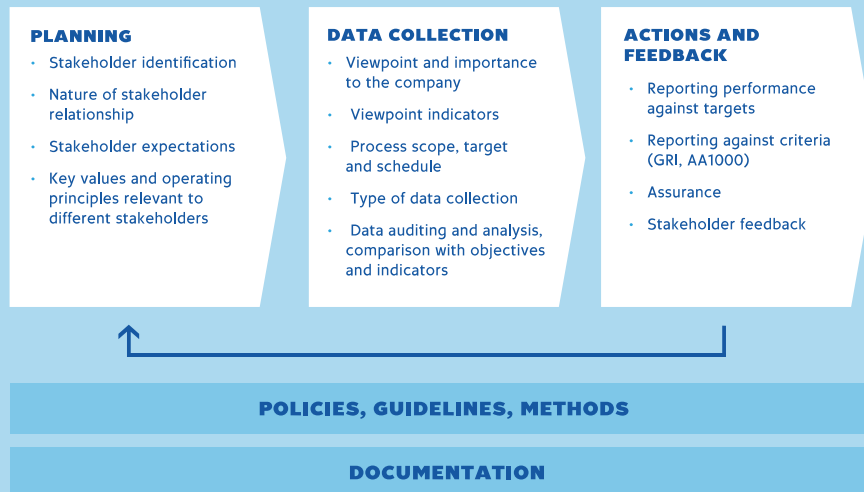 PLANNING
• Stakeholder identification
• Nature of stakeholder
relationship
• Stakeholder expectations
• Key values and operating
principles relevant to
different stakeholders
DATA COLLECTION
• Viewpoint and importance
to the company
• Viewpoint indicators
• Process scope, target
and schedule
• Type of data collection
• Data auditing and analysis,
comparison with objectives
and indicators
ACTIONS AND
FEEDBACK
• Reporting performance
against targets
• Reporting against criteria
(GRI, AA1000)
• Assurance
• Stakeholder feedback
POLICIES, GUIDELINES, METHODS
DOCUMENTATION